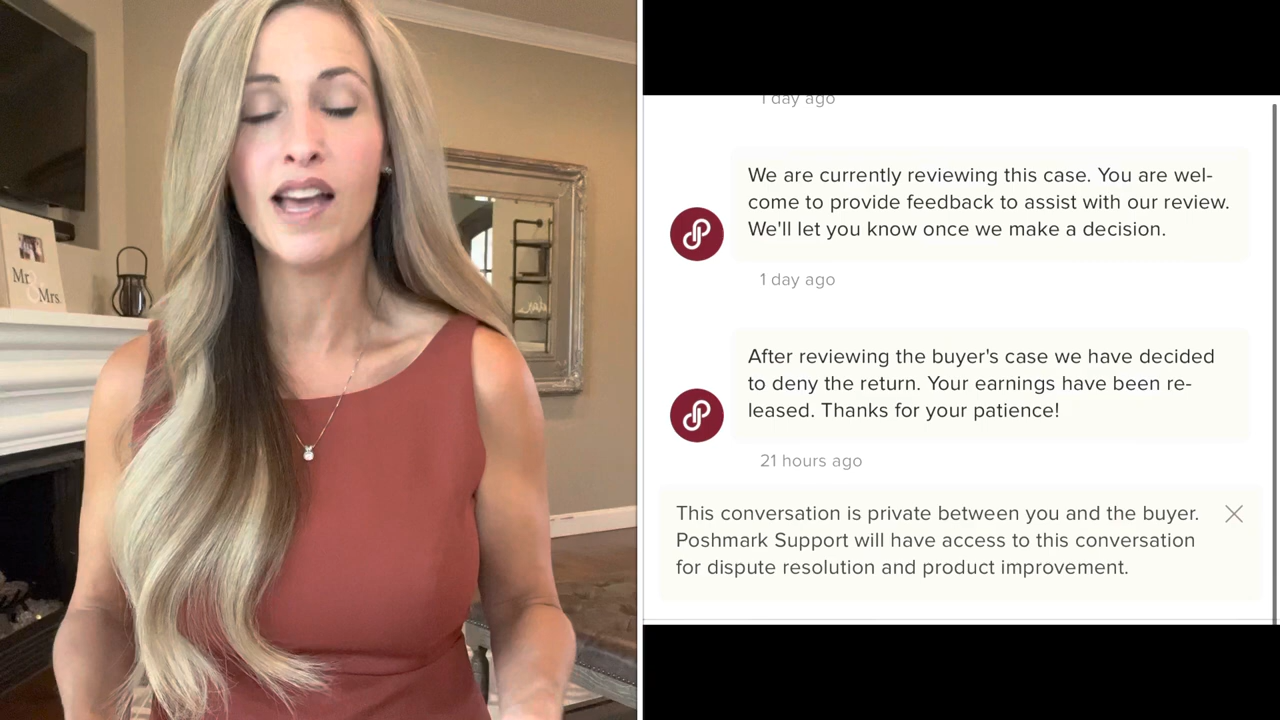 Mr
&
Mrs.
1 day ago
We are currently reviewing this case. You are wel-
come to provide feedback to assist with our review.
We'll let you know once we make a decision.
1 day ago
After reviewing the buyer's case we have decided
to deny the return. Your earnings have been re-
leased. Thanks for your patience!
21 hours ago
This conversation is private between you and the buyer.
Poshmark Support will have access to this conversation
for dispute resolution and product improvement.